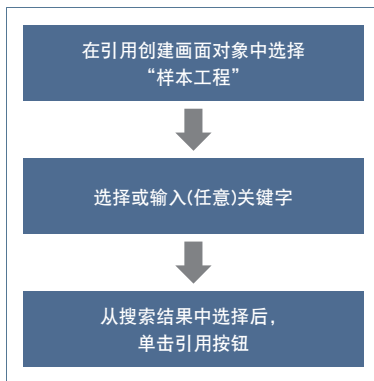 在引用创建画面对象中选择
“样本工程”
选择或输入(任意)关键字
从搜索结果中选择后，
单击引用按钮